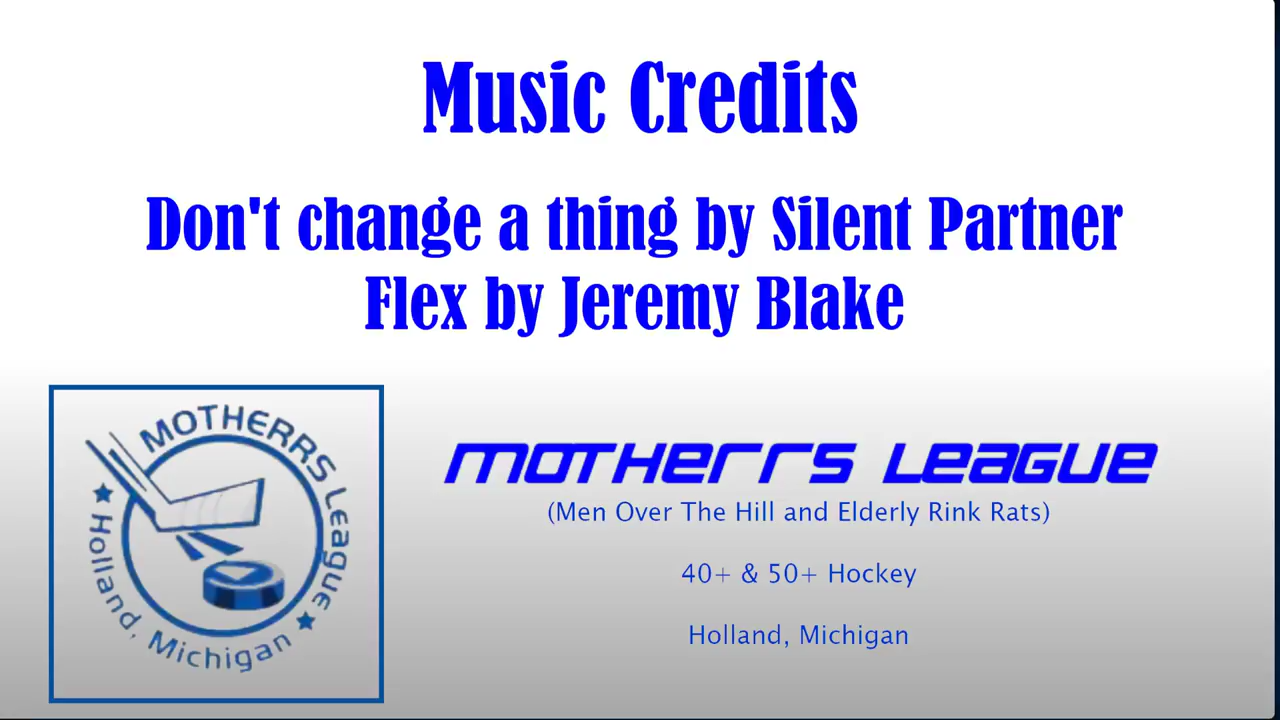 Music Credits
Don't change a thing by Silent Partner
Flex by Jeremy Blake
MOTHERRS LEAGUE
Holland, Michigan
MOTHERRS LEAGUE
(Men Over The Hill and Elderly Rink Rats)
40+ & 50+ Hockey
Holland, Michigan